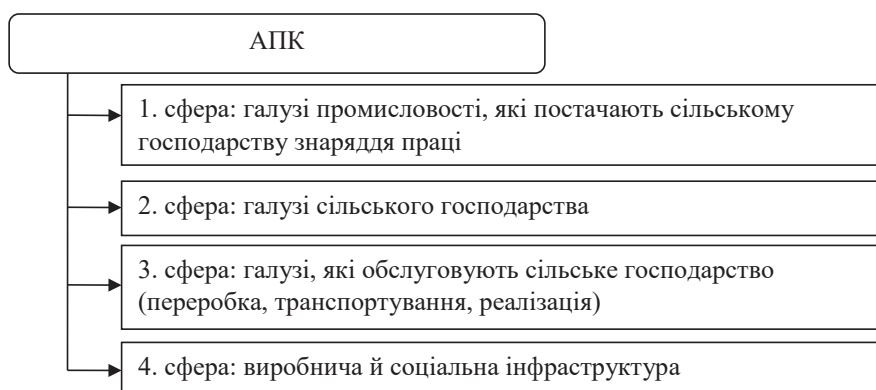 АПК
1. сфера: галузі промисловості, які постачають сільському
господарству знаряддя праці
2. сфера: галузі сільського господарства
3. сфера: галузі, які обслуговують сільське господарство
(переробка, транспортування, реалізація)
4. сфера: виробнича й соціальна інфраструктура